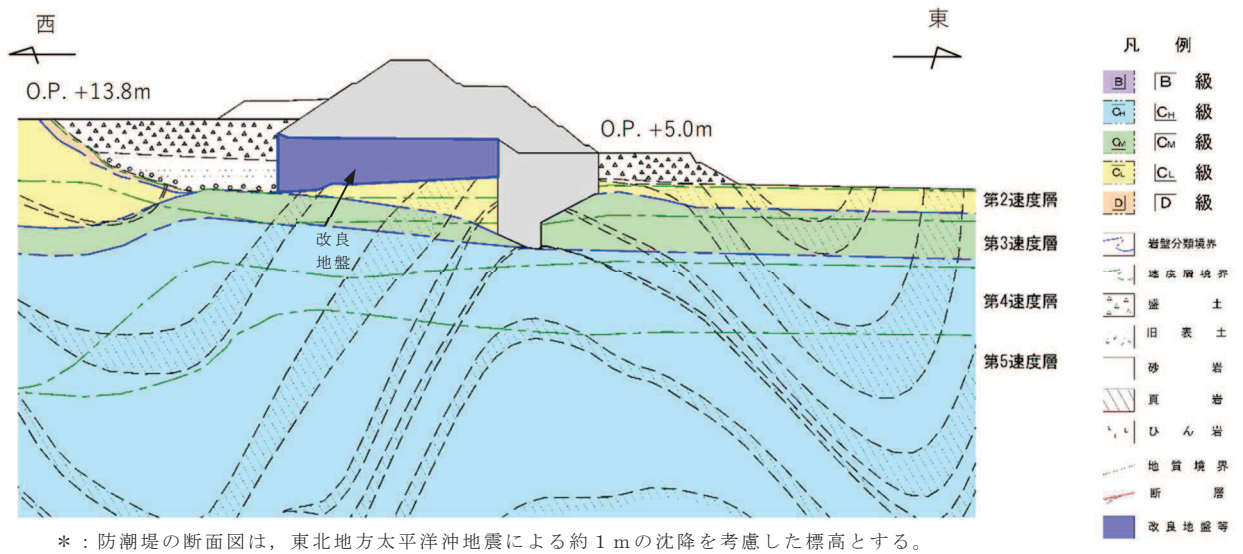 西
東
O.P. +13.8m
O.P. +5.0m
改良
地盤
第2速度層
第3速度層
第4速度層
第5速度層
凡 例
B B 級
CH CH 級
CM CM 級
CL CL 級
D D 級
岩盤分類境界
速度層境界
盛 土
旧 表 土
砂 岩
頁 岩
ひ ん 岩
地 質 境 界
断 層
改 良 地 盤 等
＊：防潮堤の断面図は，東北地方太平洋沖地震による約１ｍの沈降を考慮した標高とする。